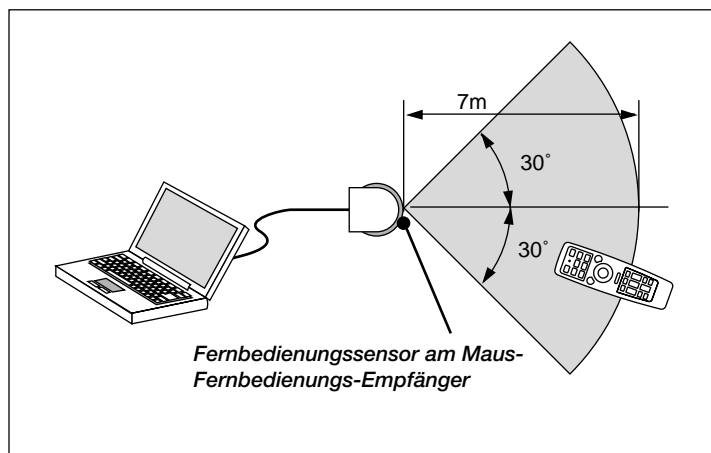 7m
30˚
30˚
Fernbedienungssensor am Maus-
Fernbedienungs-Empfänger